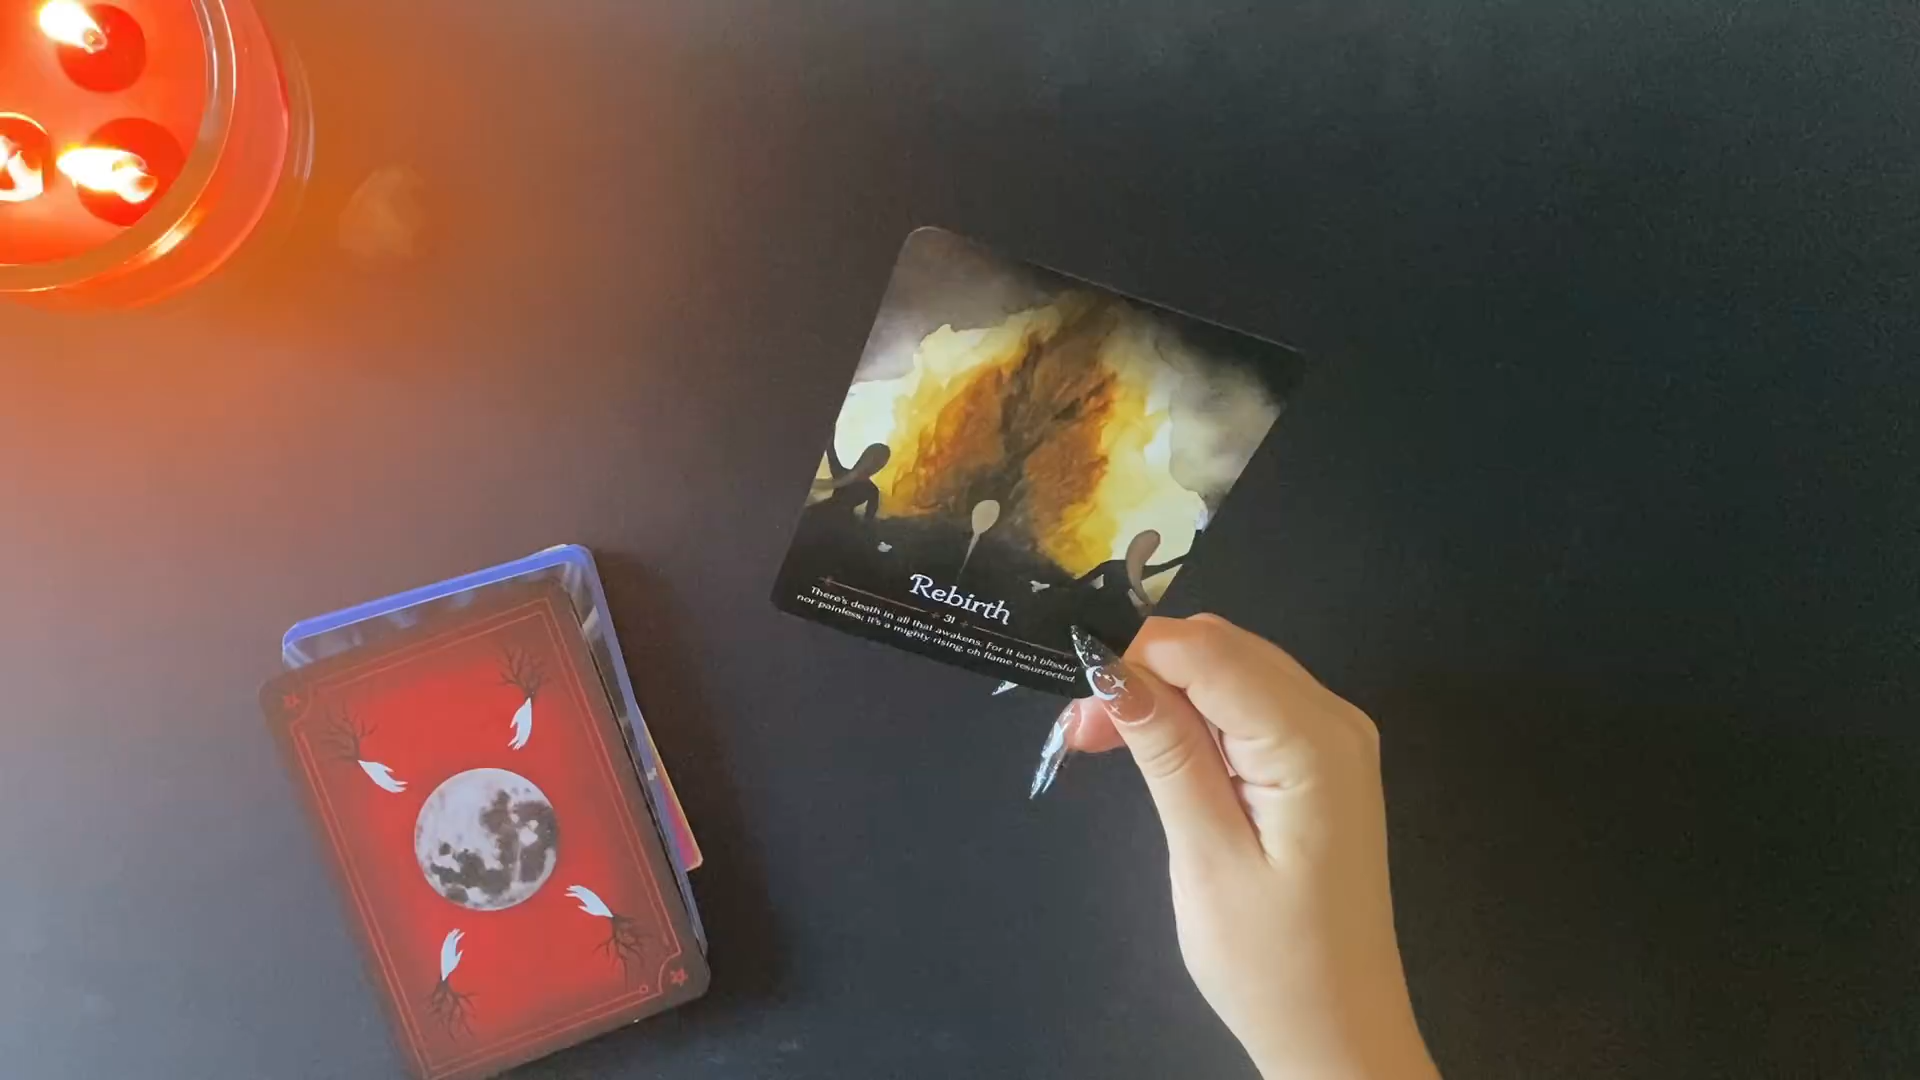 Rebirth
31
There's death in all that awakens. For it isn't blissful
nor painless; it's a mighty rising, oh flame resurrected.